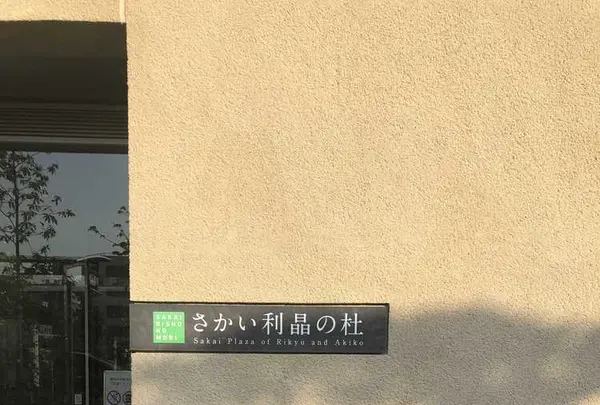 SAKAI
RISHO
NO
MORI
さかい利晶の杜
Sakai Plaza of Rikyu and Akiko